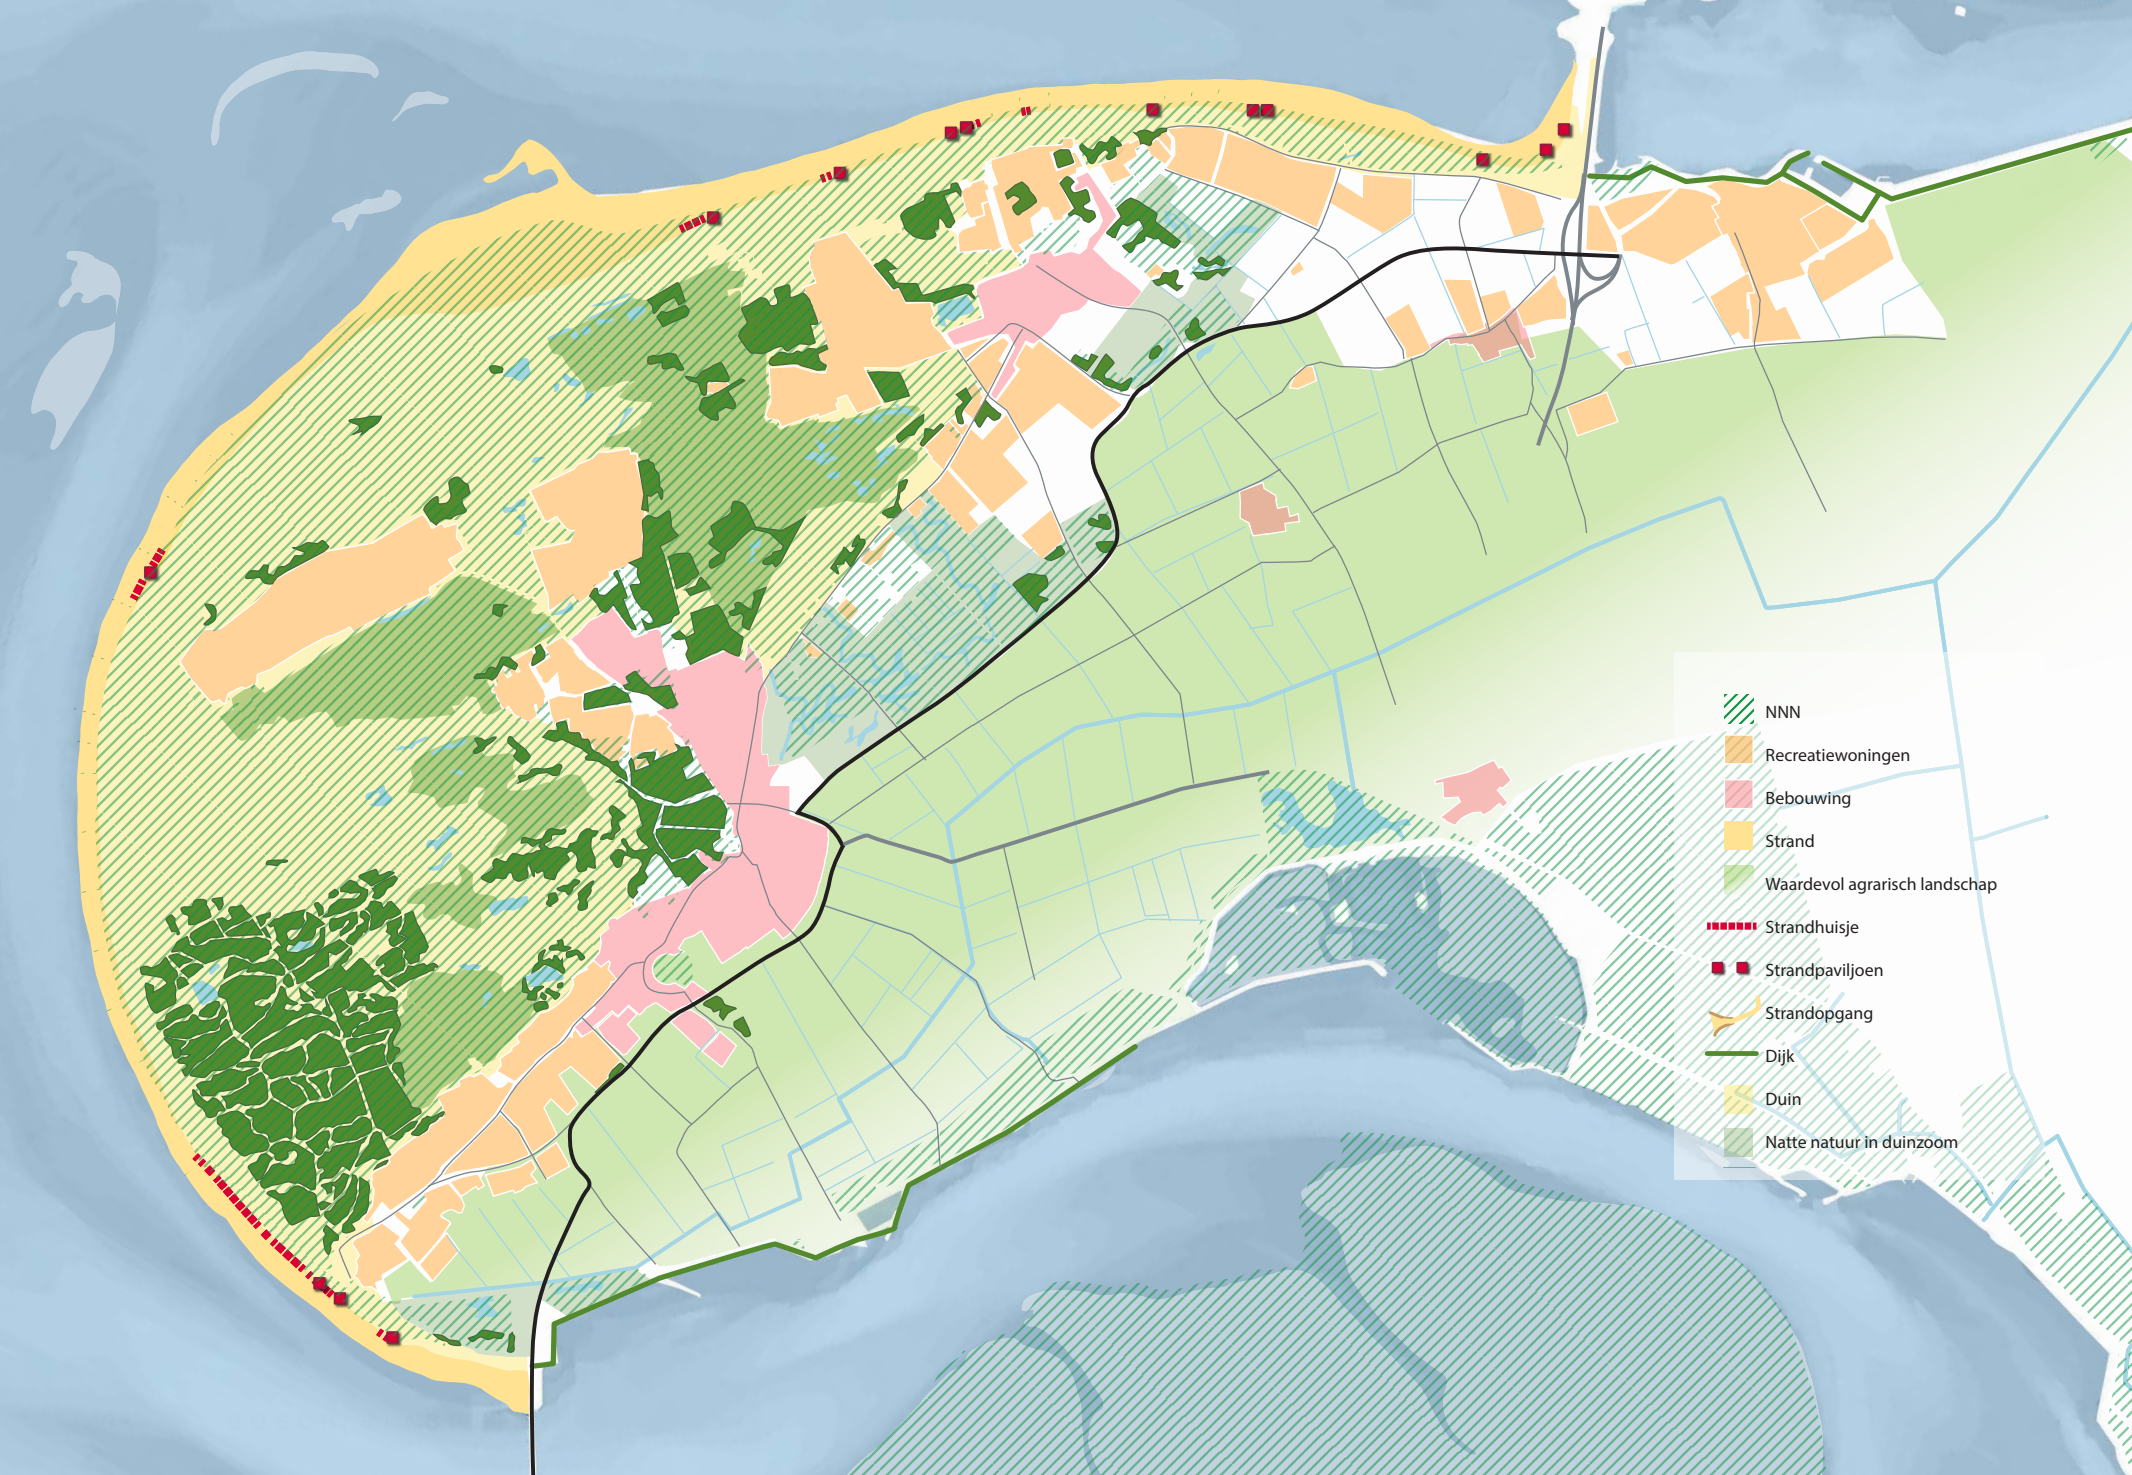 NNN
Recreatiewoningen
Bebouwing
Strand
Waardevol agrarisch landschap
Strandhuisje
Strandpaviljoen
Strandopgang
Dijk
Duin
Natte natuur in duinzoom